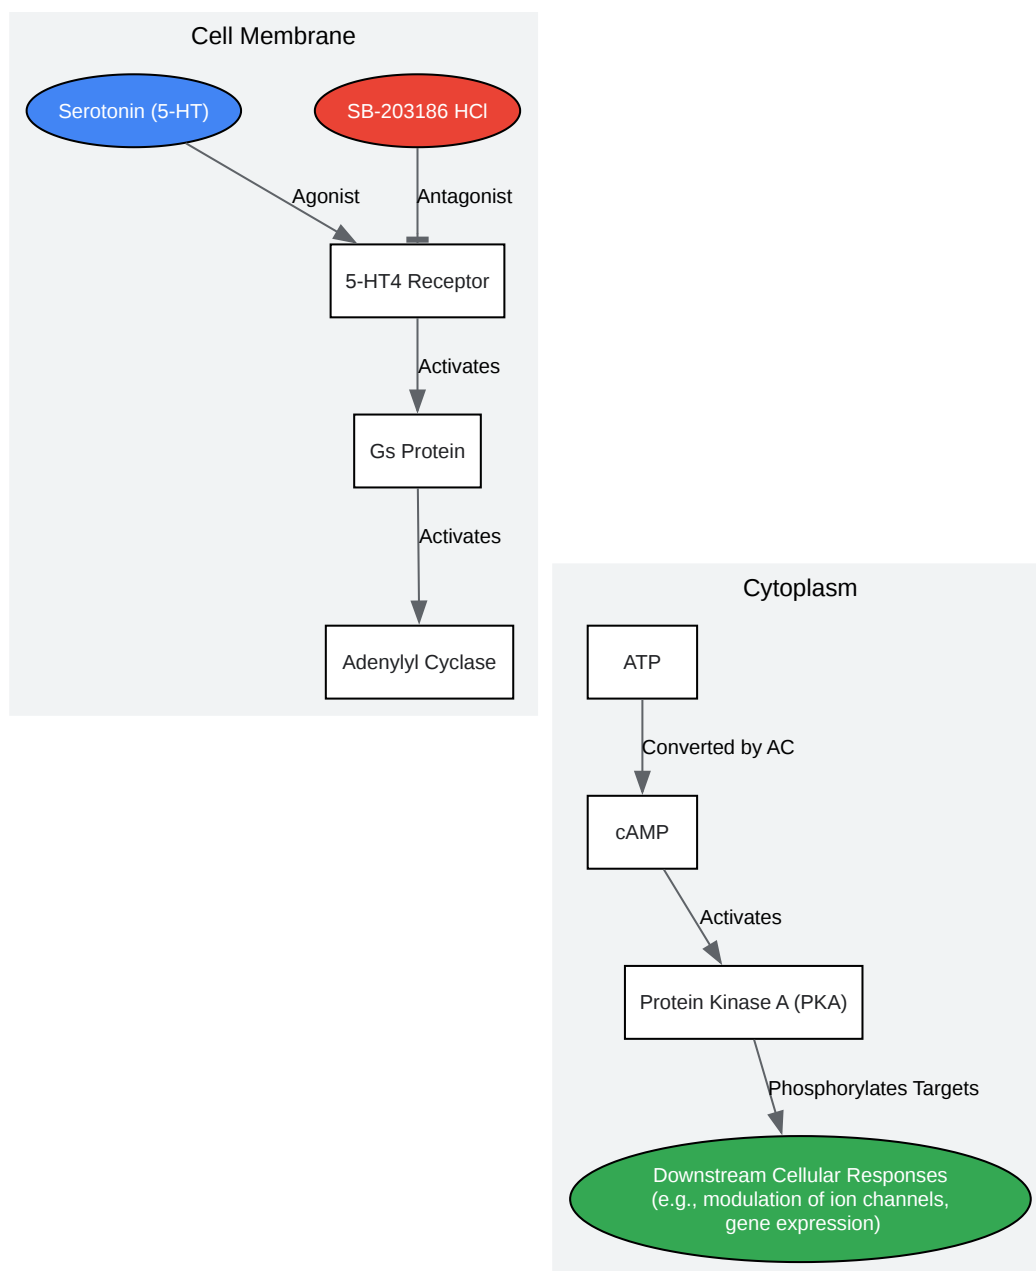 Cell Membrane
Serotonin (5-HT)
SB-203186 HCl
Agonist
Antagonist
5-HT4 Receptor
Activates
Gs Protein
Activates
Adenylyl Cyclase
Cytoplasm
ATP
Converted by AC
cAMP
Activates
Protein Kinase A (PKA)
Phosphorylates Targets
Downstream Cellular Responses
(e.g., modulation of ion channels,
gene expression)